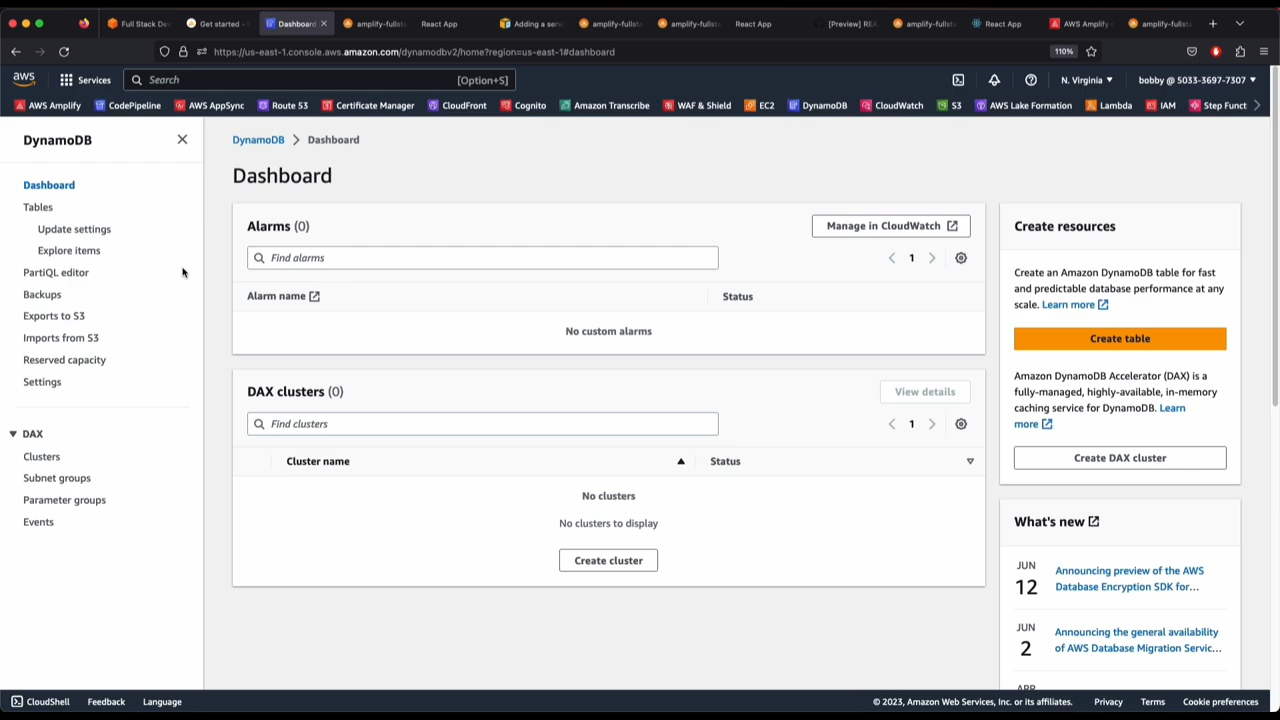 Full Stack De
Get started -
Dashboard
amplify-fullsta
React App
Adding a serv
amplify-fullsta
amplify-fullsta
React App
[Preview] REA
amplify-fullsta
React App
AWS Amplify
amplify-fullsta
https://us-east-1.console.aws.amazon.com/dynamodbv2/home?region=us-east-1#dashboard
110%
aws
Services
Search
[Option+S]
N. Virginia
bobby @ 5033-3697-7307
AWS Amplify
CodePipeline
AWS AppSync
Route 53
Certificate Manager
CloudFront
Cognito
Amazon Transcribe
WAF & Shield
EC2
DynamoDB
CloudWatch
S3
AWS Lake Formation
Lambda
IAM
Step Funct
DynamoDB
Dashboard
Tables
Update settings
Explore items
PartiQL editor
Backups
Exports to S3
Imports from S3
Reserved capacity
Settings
DAX
Clusters
Subnet groups
Parameter groups
Events
DynamoDB > Dashboard
Dashboard
Alarms (0)
Manage in CloudWatch
Find alarms
1
Alarm name
Status
No custom alarms
DAX clusters (0)
View details
Find clusters
1
Cluster name
Status
No clusters
No clusters to display
Create cluster
Create resources
Create an Amazon DynamoDB table for fast
and predictable database performance at any
scale. Learn more
Create table
Amazon DynamoDB Accelerator (DAX) is a
fully-managed, highly-available, in-memory
caching service for DynamoDB. Learn
more
Create DAX cluster
What's new
JUN
12
Announcing preview of the AWS
Database Encryption SDK for...
JUN
2
Announcing the general availability
of AWS Database Migration Servic...
APR
CloudShell
Feedback
Language
© 2023, Amazon Web Services, Inc. or its affiliates.
Privacy
Terms
Cookie preferences